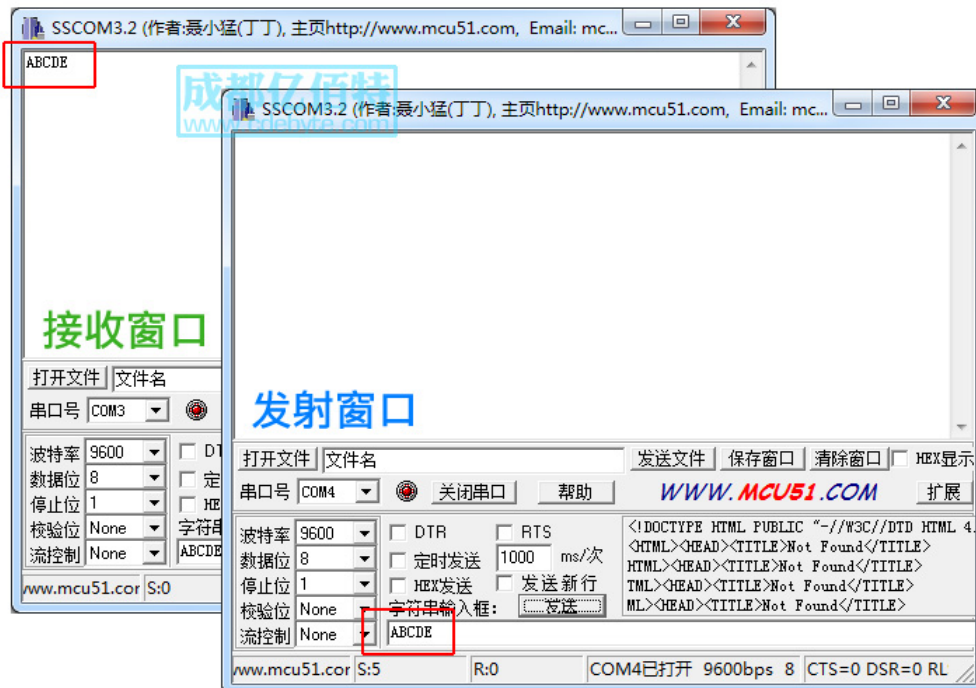 SSCOM3.2 (作者:聂小猛(丁丁), 主页http://www.mcu51.com,  Email: mc...
ABCDE
成都亿佰特
www.cdebyte.com
接收窗口
打开文件 文件名
串口号 COM3
波特率 9600 DT
数据位 8 定
停止位 1 HE
校验位 None 字符串
流控制 None ABCDE
www.mcu51.cor S:0
SSCOM3.2 (作者:聂小猛(丁丁), 主页http://www.mcu51.com,  Email: mc...
发射窗口
打开文件 文件名 发送文件 保存窗口 清除窗口 HEX显示
串口号 COM4 关闭串口 帮助 WWW.MCU51.COM 扩展
波特率 9600 DTR RTS
数据位 8 定时发送 1000 ms/次
停止位 1 HEX发送 发送新行
校验位 None 字符串输入框: 发送
流控制 None ABCDE
<!DOCTYPE HTML PUBLIC "-//W3C//DTD HTML 4.
<HTML><HEAD><TITLE>Not Found</TITLE>
HTML><HEAD><TITLE>Not Found</TITLE>
TML><HEAD><TITLE>Not Found</TITLE>
ML><HEAD><TITLE>Not Found</TITLE>
www.mcu51.cor S:5 R:0 COM4已打开 9600bps 8 CTS=0 DSR=0 RL